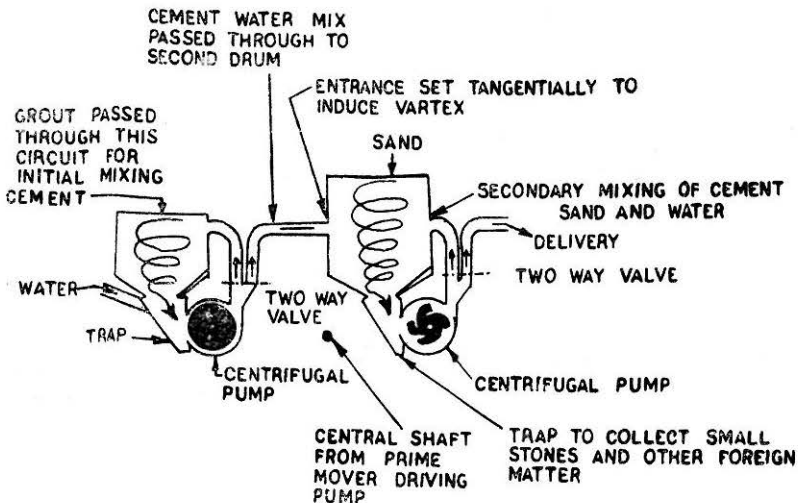 CEMENT WATER MIX
PASSED THROUGH TO
SECOND DRUM
ENTRANCE SET TANGENTIALLY TO
INDUCE VARTEX
GROUT PASSED
THROUGH THIS
CIRCUIT FOR
INITIAL MIXING
CEMENT
SAND
SECONDARY MIXING OF CEMENT
SAND AND WATER
DELIVERY
TWO WAY VALVE
WATER
TWO WAY
VALVE
TRAP
CENTRIFUGAL
PUMP
CENTRIFUGAL PUMP
CENTRAL SHAFT
FROM PRIME
MOVER DRIVING
PUMP
TRAP TO COLLECT SMALL
STONES AND OTHER FOREIGN
MATTER